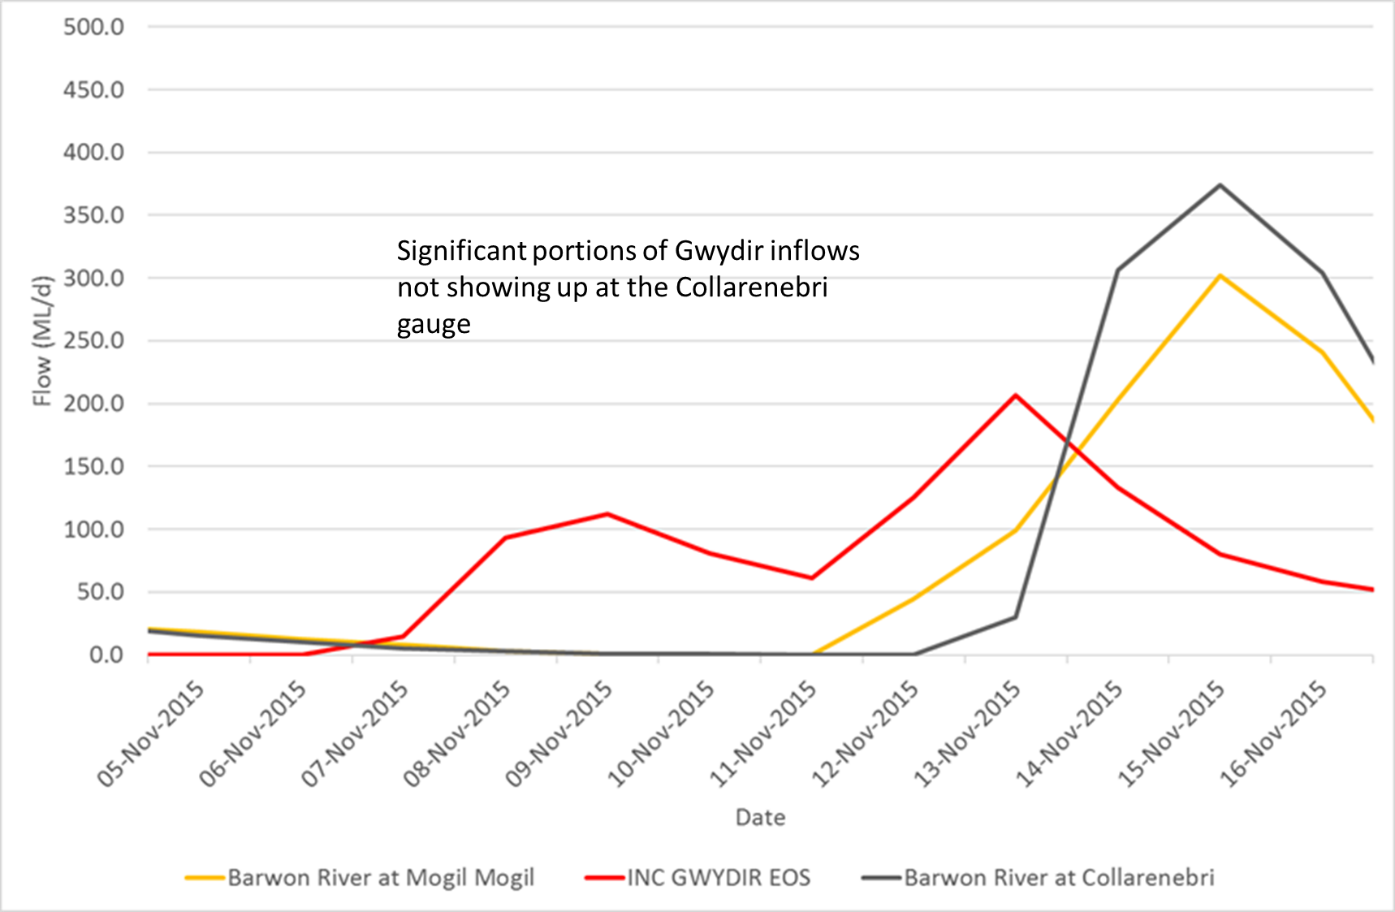 500.0
450.0
400.0
350.0
300.0
250.0
200.0
150.0
100.0
50.0
0.0
Flow (ML/d)
Significant portions of Gwydir inflows
not showing up at the Collarenebri
gauge
05-Nov-2015
06-Nov-2015
07-Nov-2015
08-Nov-2015
09-Nov-2015
10-Nov-2015
11-Nov-2015
12-Nov-2015
13-Nov-2015
14-Nov-2015
15-Nov-2015
16-Nov-2015
Date
Barwon River at Mogil Mogil
INC GWYDIR EOS
Barwon River at Collarenebri